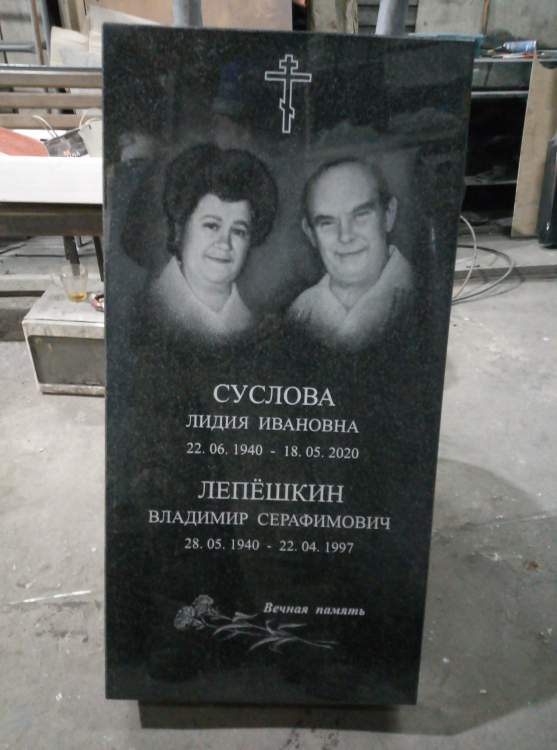 СУСЛОВА
ЛИДИЯ ИВАНОВНА
22. 06. 1940 - 18. 05. 2020
ЛЕПЁШКИН
ВЛАДИМИР СЕРАФИМОВИЧ
28. 05. 1940 - 22. 04. 1997
Вечная память